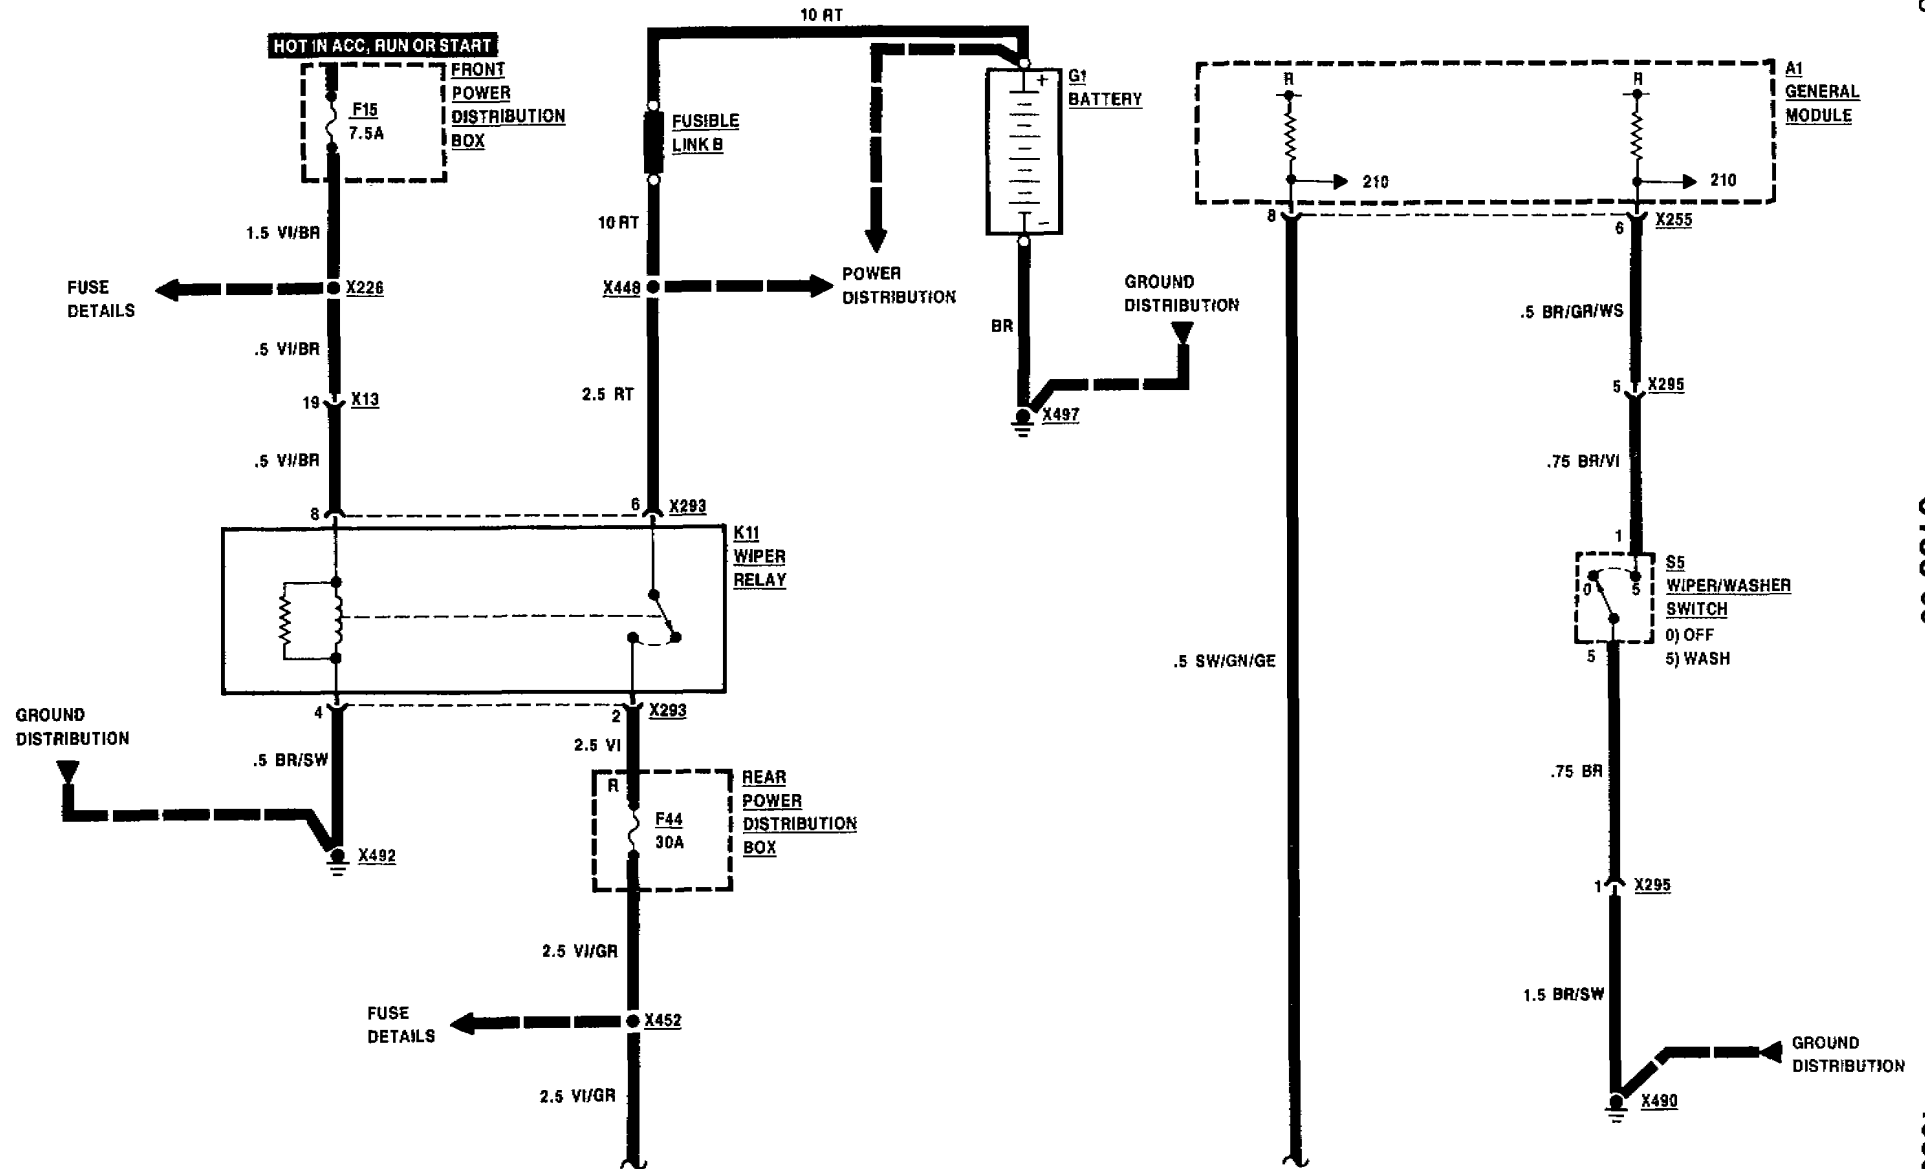 10 RT
HOT IN ACC, RUN OR START
FRONT
POWER
DISTRIBUTION
BOX
F15
7.5A
FUSIBLE
LINK B
+
-
G1
BATTERY
R
R
210
210
A1
GENERAL
MODULE
8
6
X255
1.5 VI/BR
10 RT
FUSE
DETAILS
X226
X448
POWER
DISTRIBUTION
BR
GROUND
DISTRIBUTION
.5 BR/GR/WS
.5 VI/BR
2.5 RT
5
X295
19
X13
X497
.5 VI/BR
.75 BR/VI
8
6
X293
K11
WIPER
RELAY
1
0
5
S5
WIPER/WASHER
SWITCH
0) OFF
5) WASH
5
.5 SW/GN/GE
4
2
X293
GROUND
DISTRIBUTION
.5 BR/SW
2.5 VI
R
F44
30A
REAR
POWER
DISTRIBUTION
BOX
.75 BR
X492
1
X295
2.5 VI/GR
1.5 BR/SW
FUSE
DETAILS
X452
GROUND
DISTRIBUTION
2.5 VI/GR
X490